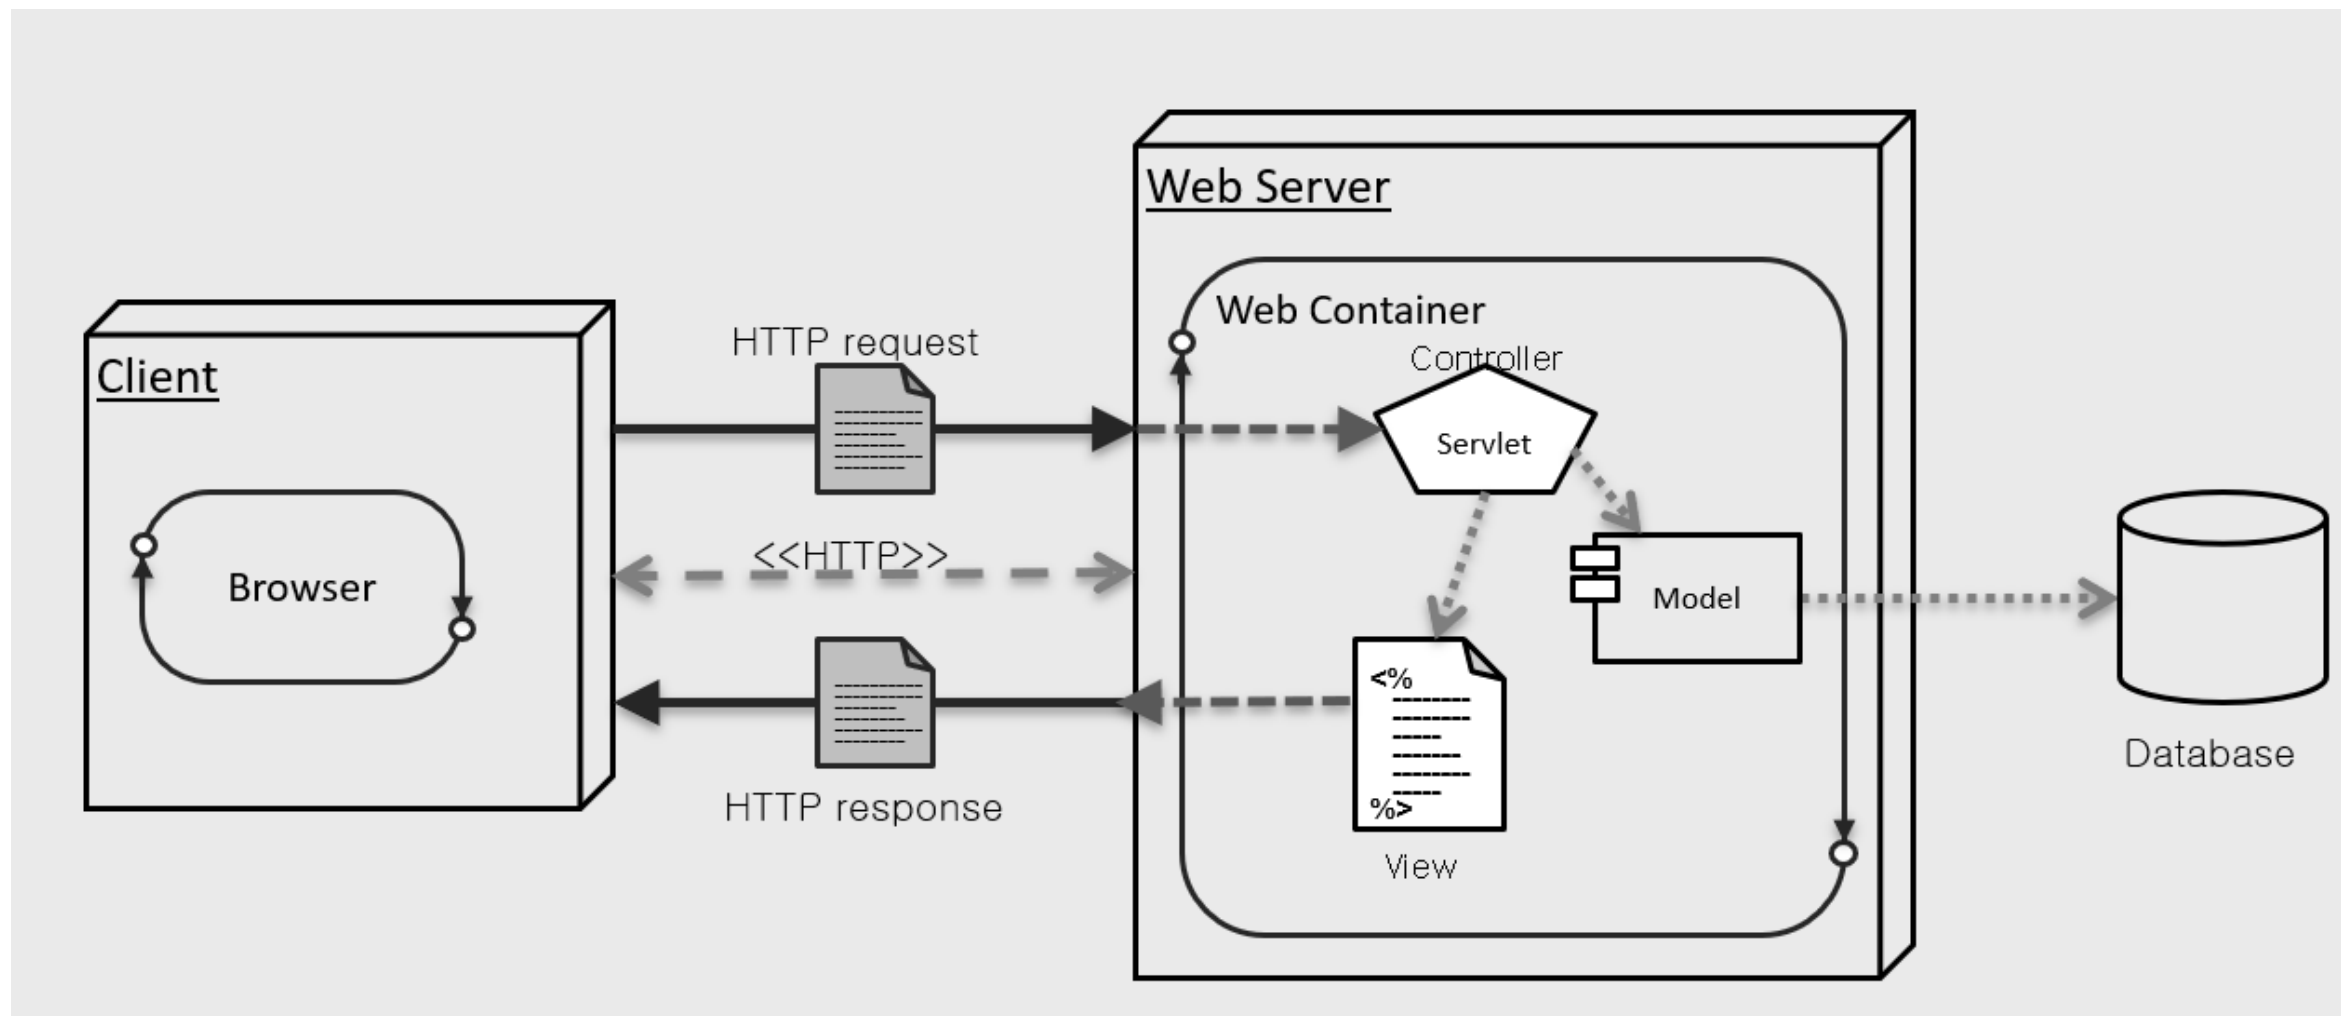 Web Server
Web Container
HTTP request
Controller
Client
Servlet
<<HTTP>>
Browser
Model
<%
%>
Database
HTTP response
View